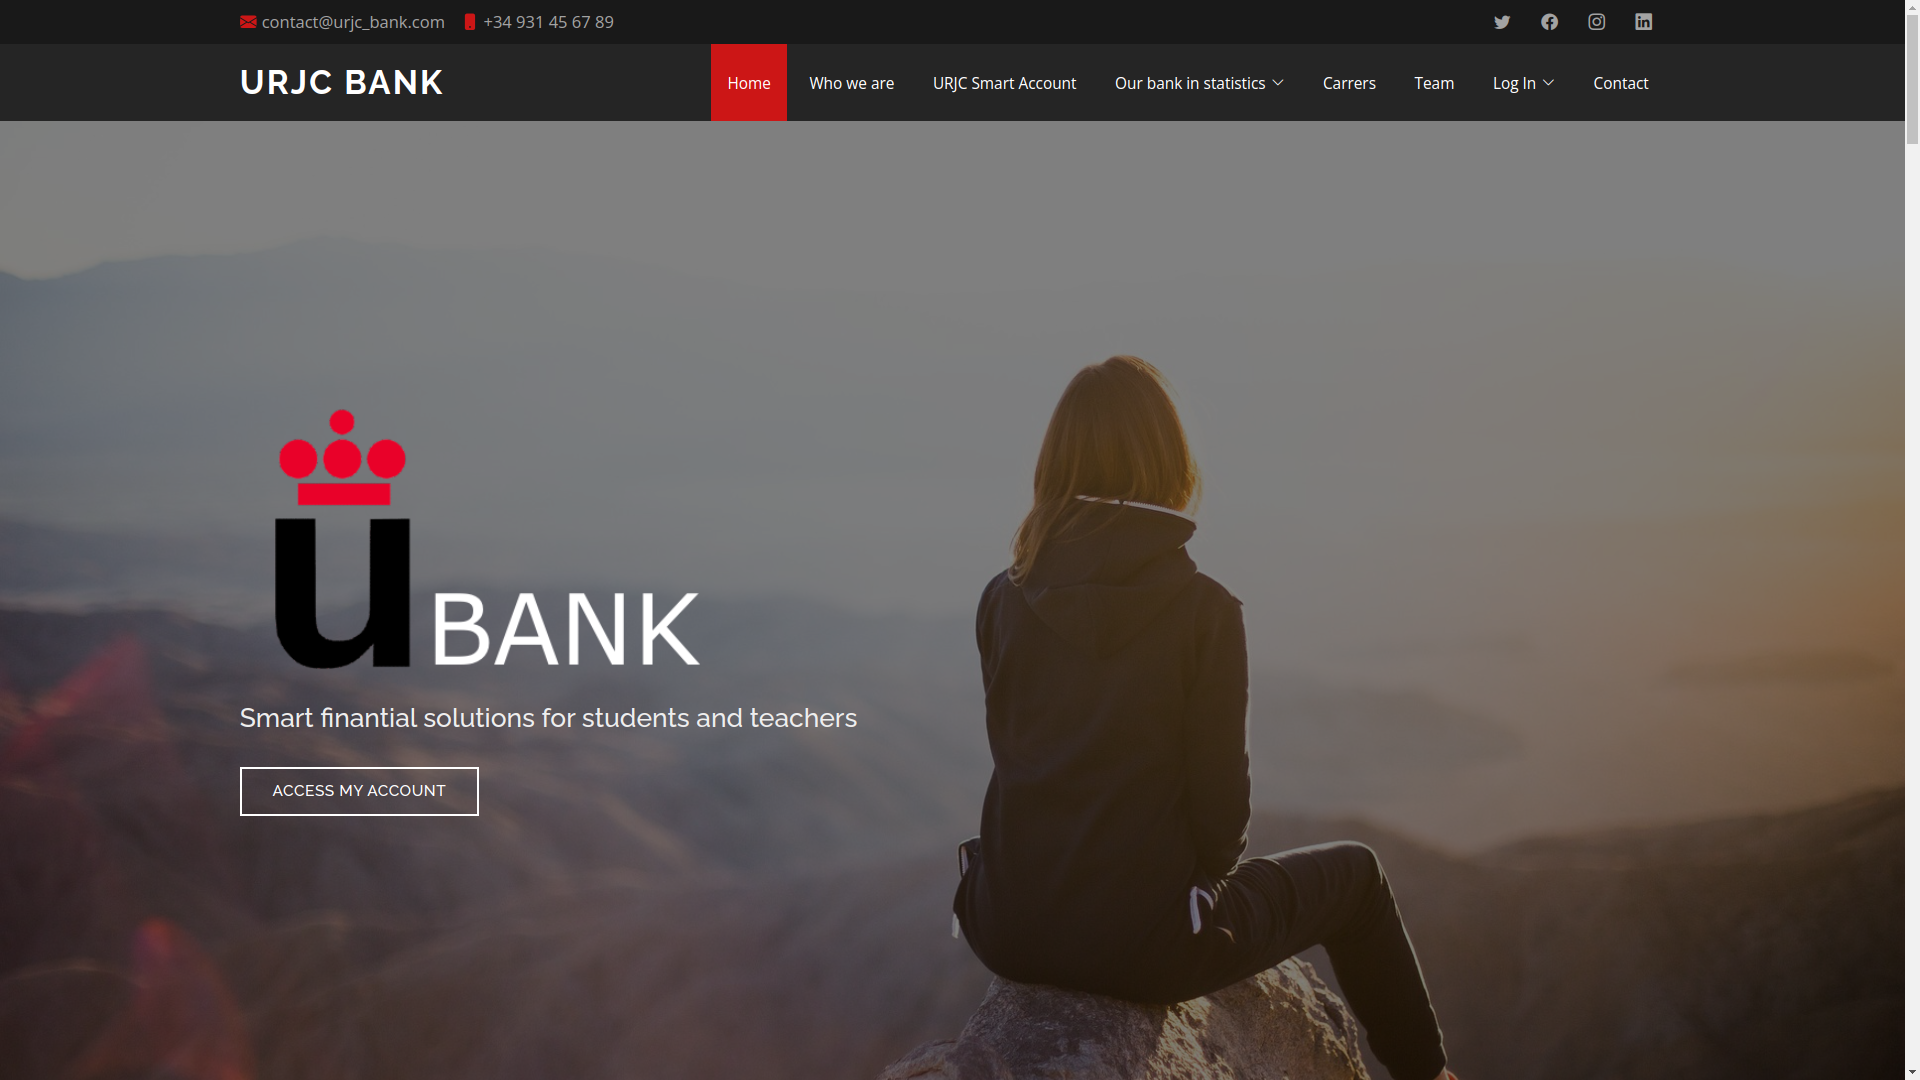 contact@urjc_bank.com +34 931 45 67 89
URJC BANK Home Who we are URJC Smart Account Our bank in statistics Carrers Team Log In Contact
u BANK
Smart finantial solutions for students and teachers
ACCESS MY ACCOUNT